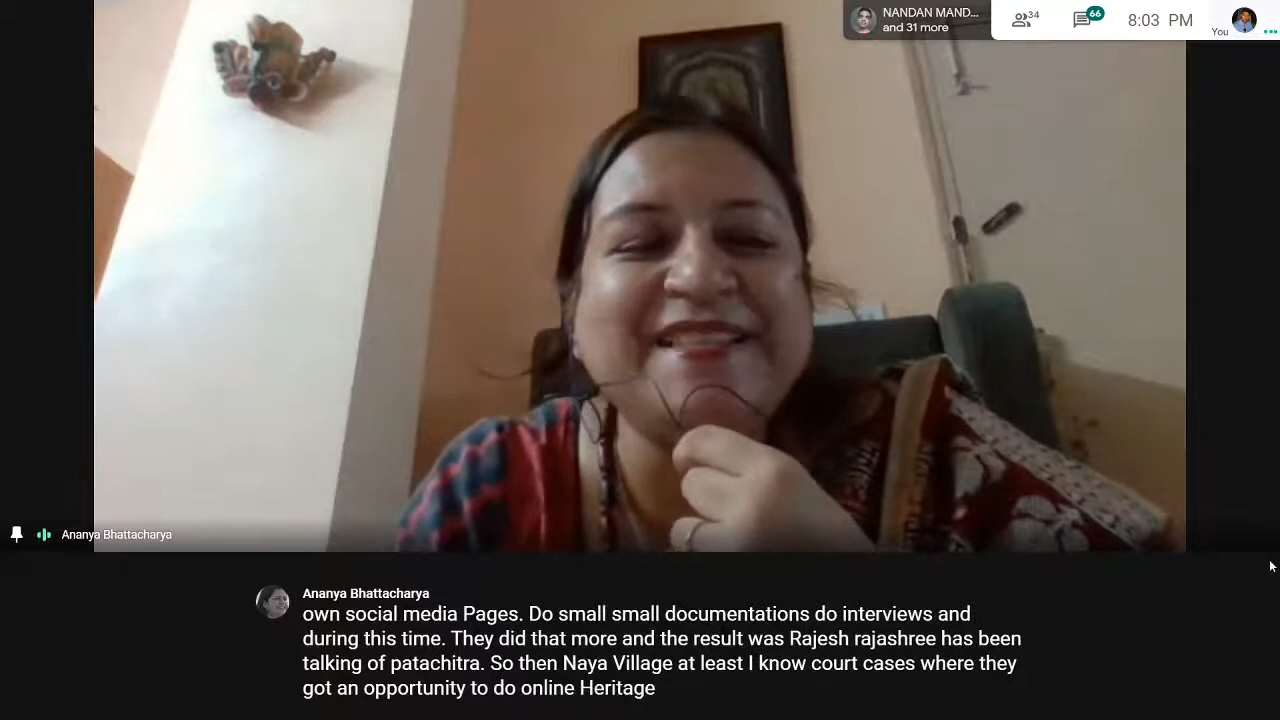 NANDAN MAND...
and 31 more
34
66
8:03 PM
You
Ananya Bhattacharya
Ananya Bhattacharya
own social media Pages. Do small small documentations do interviews and
during this time. They did that more and the result was Rajesh rajashree has been
talking of patachitra. So then Naya Village at least I know court cases where they
got an opportunity to do online Heritage